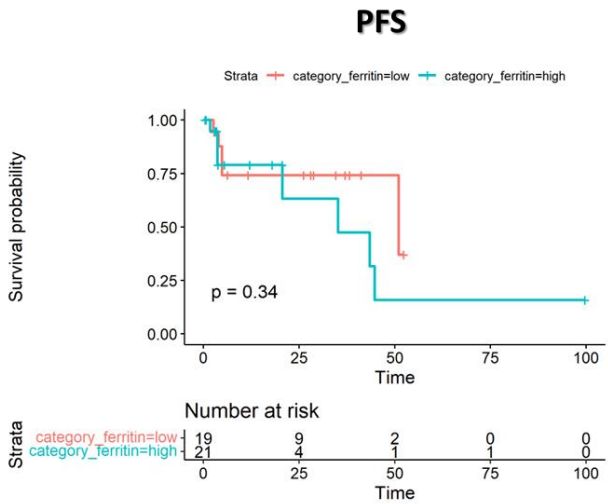 PFS
Strata category_ferritin=low category_ferritin=high
Survival probability
1.00
0.75
0.50
0.25
0.00
p = 0.34
0 25 50 75 100
Time
Number at risk
Strata
category_ferritin=low 19 9 2 0 0
category_ferritin=high 21 4 1 1 0
0 25 50 75 100
Time